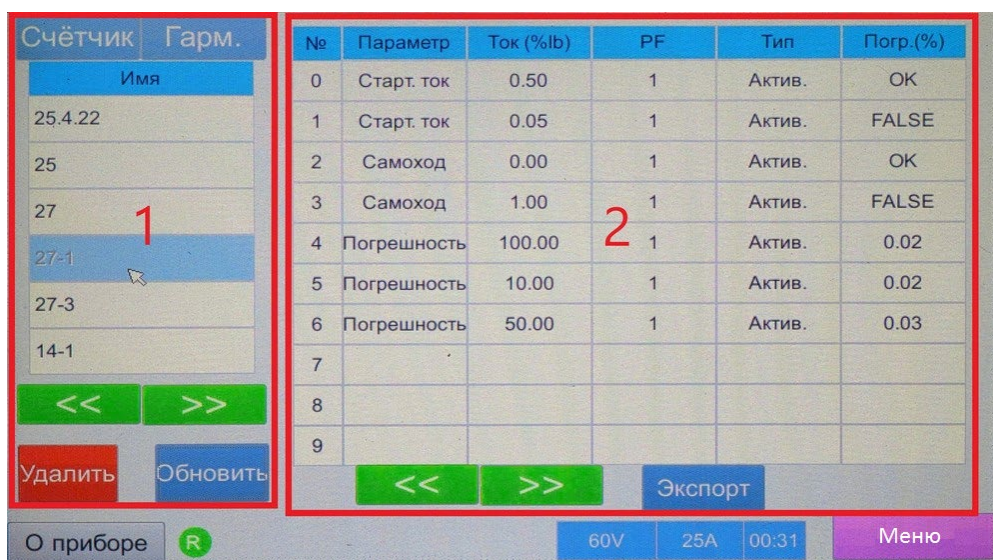 Счётчик Гарм.
Имя
25.4.22
25
27
27-1
27-3
14-1
<< >>
Удалить Обновить
1
№ Параметр Ток (%Ib) PF Тип Погр.(%)
0 Старт. ток 0.50 1 Актив. OK
1 Старт. ток 0.05 1 Актив. FALSE
2 Самоход 0.00 1 Актив. OK
3 Самоход 1.00 1 Актив. FALSE
4 Погрешность 100.00 1 Актив. 0.02
5 Погрешность 10.00 1 Актив. 0.02
6 Погрешность 50.00 1 Актив. 0.03
7
8
9
2
<< >> Экспорт
О приборе R 60V 25A 00:31 Меню